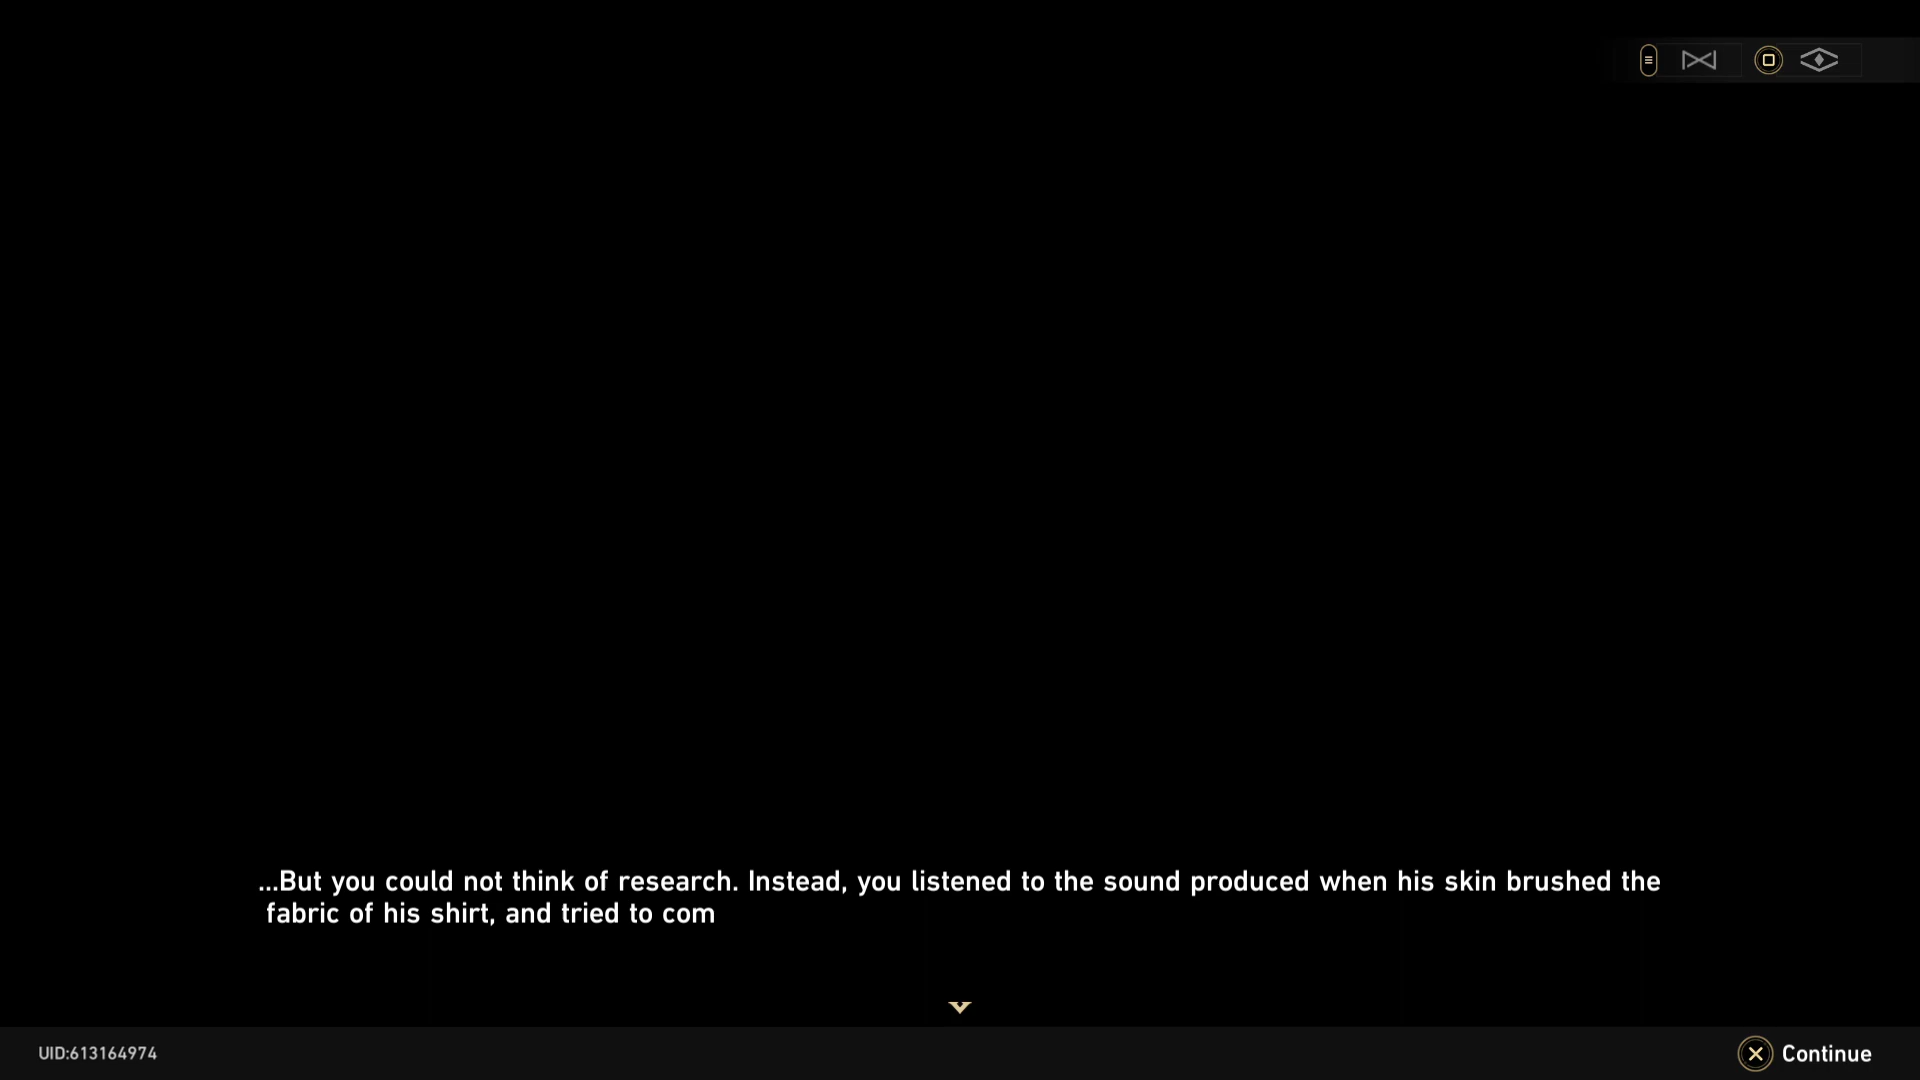 ...But you could not think of research. Instead, you listened to the sound produced when his skin brushed the
fabric of his shirt, and tried to com
UID:613164974
Continue